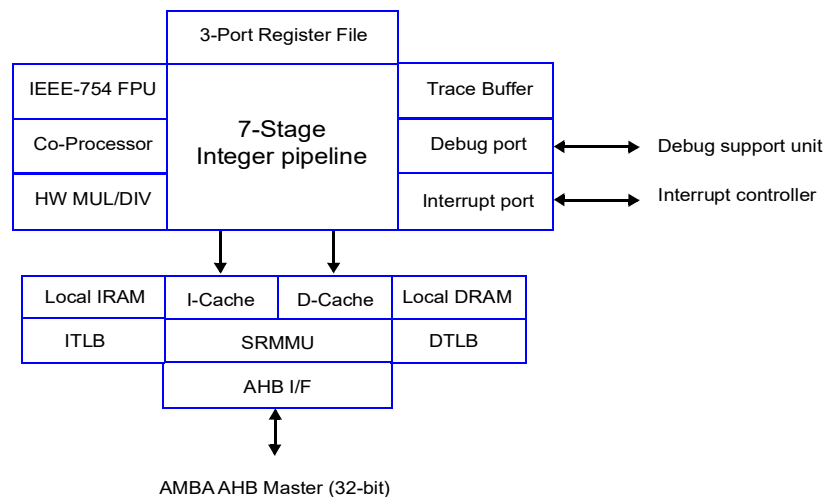 3-Port Register File
IEEE-754 FPU
Trace Buffer
7-Stage
Integer pipeline
Co-Processor
Debug port
Debug support unit
HW MUL/DIV
Interrupt port
Interrupt controller
Local IRAM
I-Cache
D-Cache
Local DRAM
ITLB
SRMMU
DTLB
AHB I/F
AMBA AHB Master (32-bit)